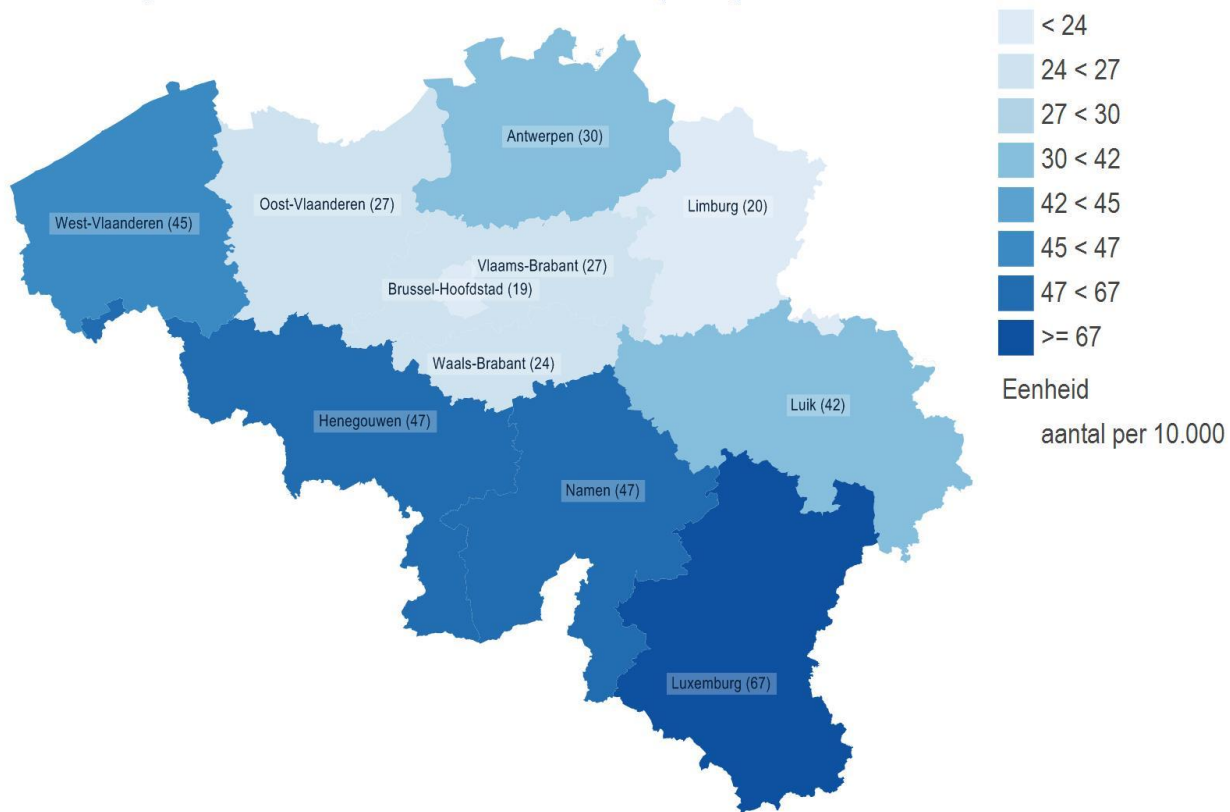 Antwerpen (30)
Oost-Vlaanderen (27)
Limburg (20)
West-Vlaanderen (45)
Vlaams-Brabant (27)
Brussel-Hoofdstad (19)
Waals-Brabant (24)
Luik (42)
Henegouwen (47)
Namen (47)
Luxemburg (67)
< 24
24 < 27
27 < 30
30 < 42
42 < 45
45 < 47
47 < 67
>= 67
Eenheid
aantal per 10.000